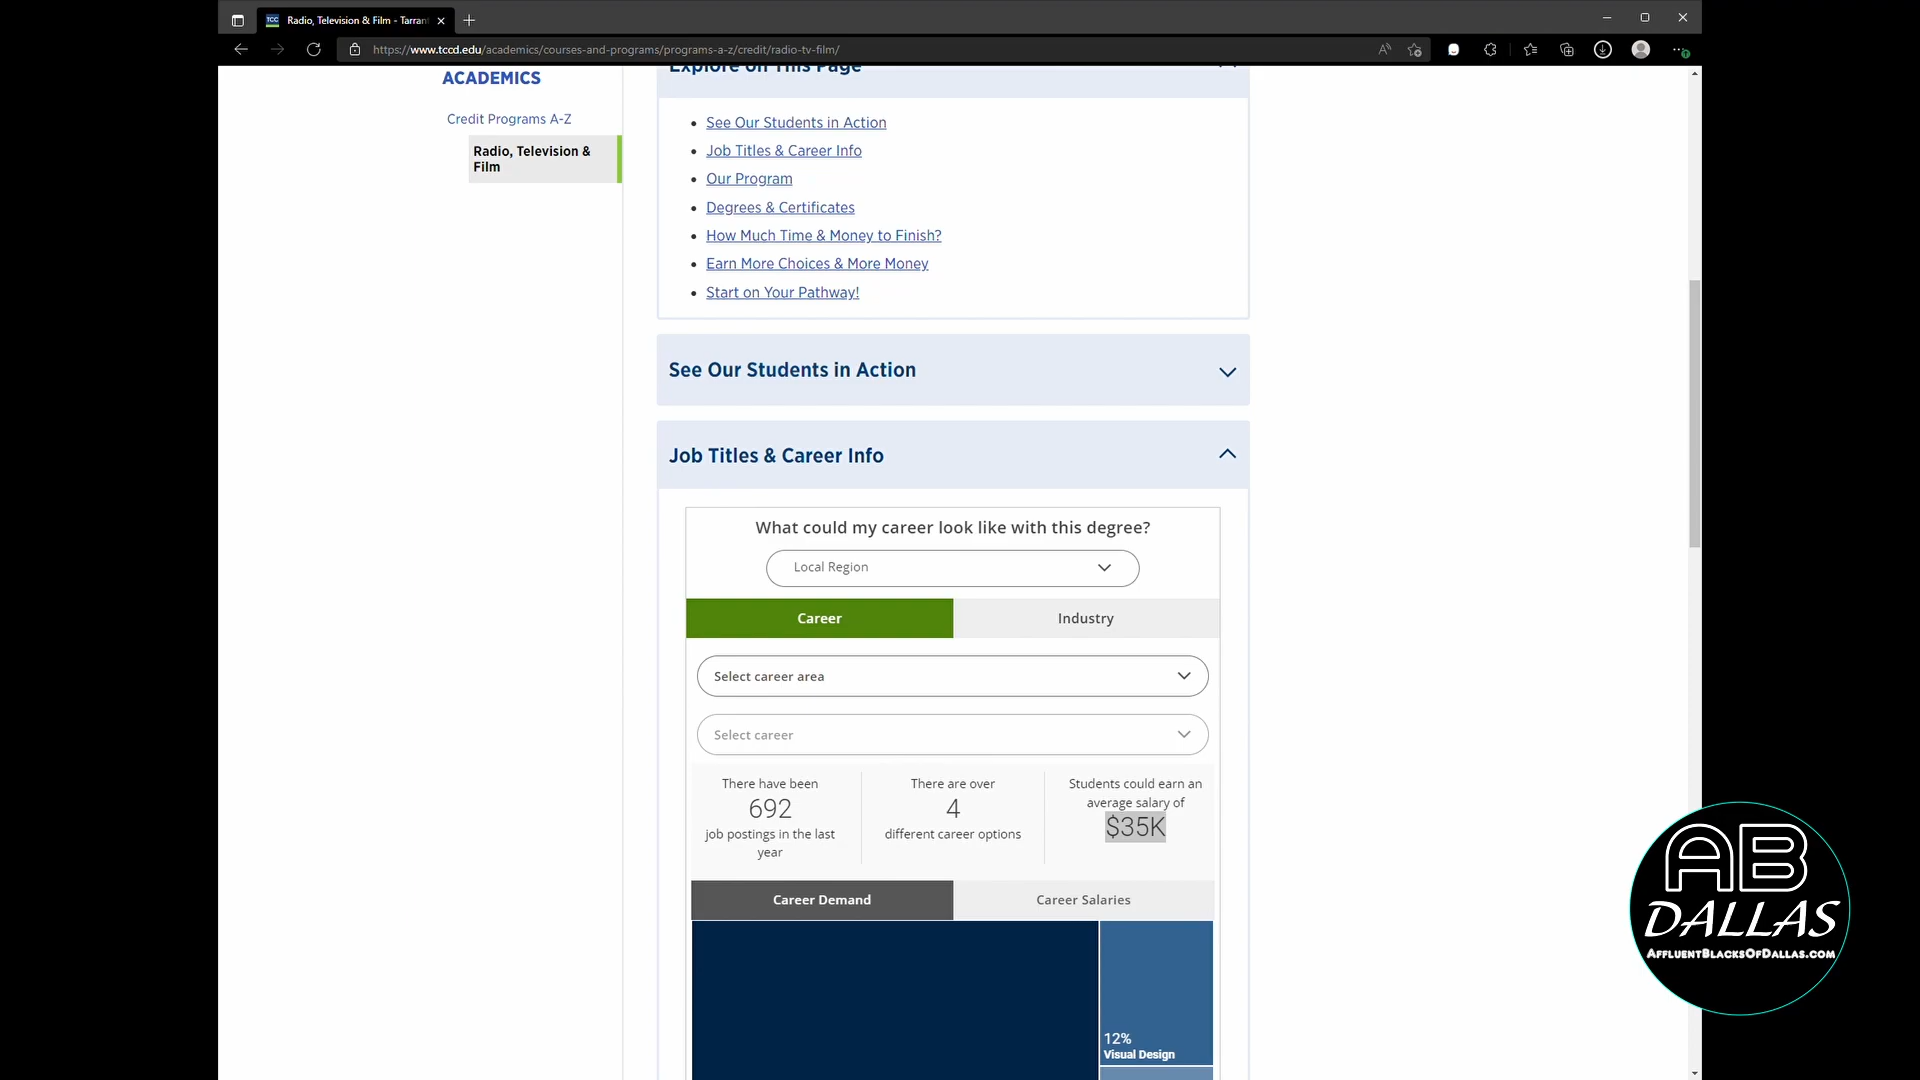 Radio, Television & Film - Tarran
https://www.tccd.edu/academics/courses-and-programs/programs-a-z/credit/radio-tv-film/
ACADEMICS
Credit Programs A-Z
Radio, Television &
Film
Explore on This Page
See Our Students in Action
Job Titles & Career Info
Our Program
Degrees & Certificates
How Much Time & Money to Finish?
Earn More Choices & More Money
Start on Your Pathway!
See Our Students in Action
Job Titles & Career Info
What could my career look like with this degree?
Local Region
Career
Industry
Select career area
Select career
There have been
692
job postings in the last
year
There are over
4
different career options
Students could earn an
average salary of
$35K
Career Demand
Career Salaries
12%
Visual Design
AB
DALLAS
AFFLUENTBLACKSOFDALLAS.COM